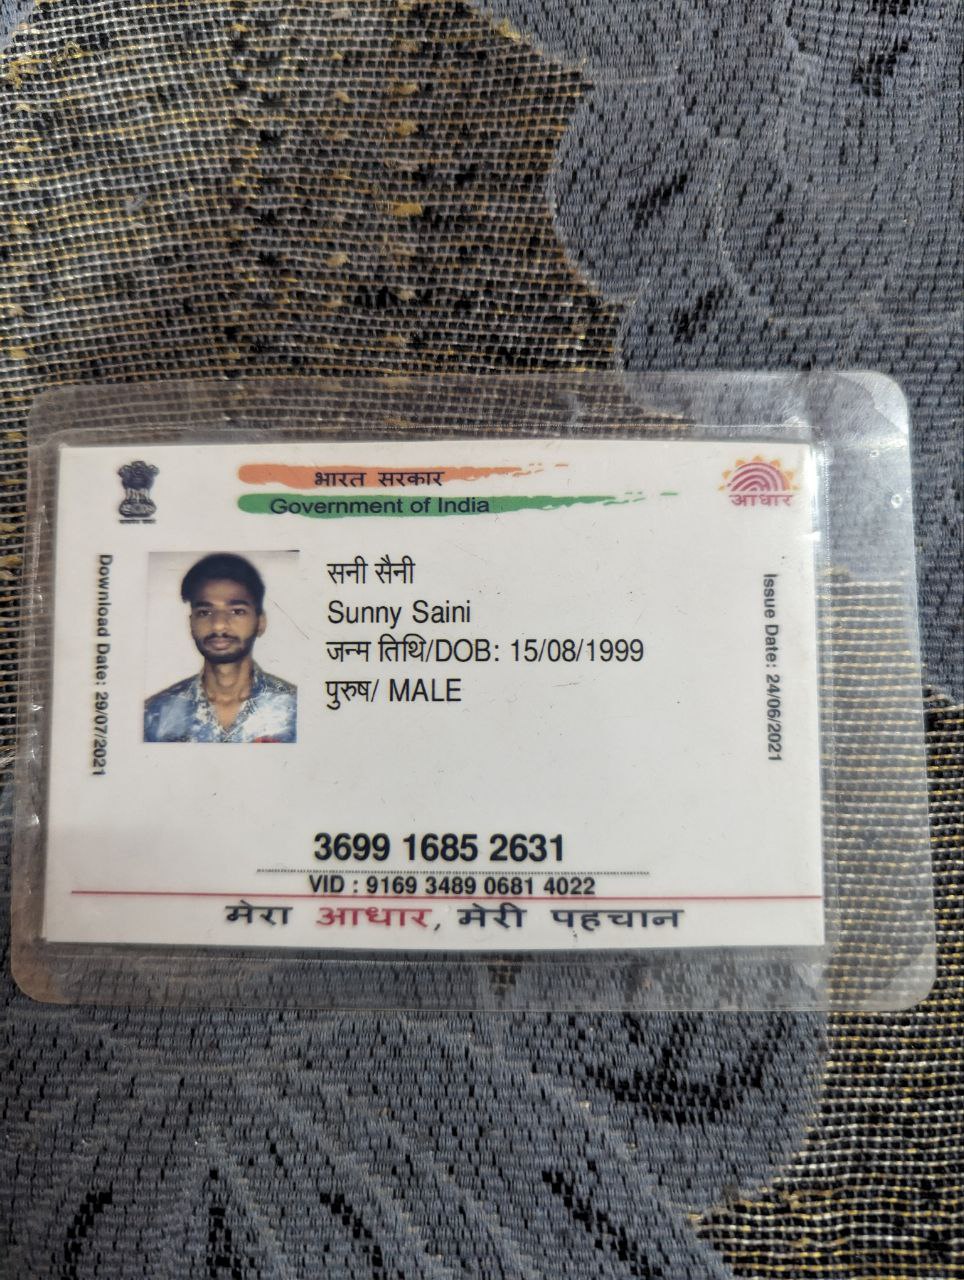 भारत सरकार
Government of India
आधार
Download Date: 29/07/2021
सनी सैनी
Sunny Saini
जन्म तिथि/DOB: 15/08/1999
पुरुष/ MALE
Issue Date: 24/06/2021
3699 1685 2631
VID : 9169 3489 0681 4022
मेरा आधार, मेरी पहचान